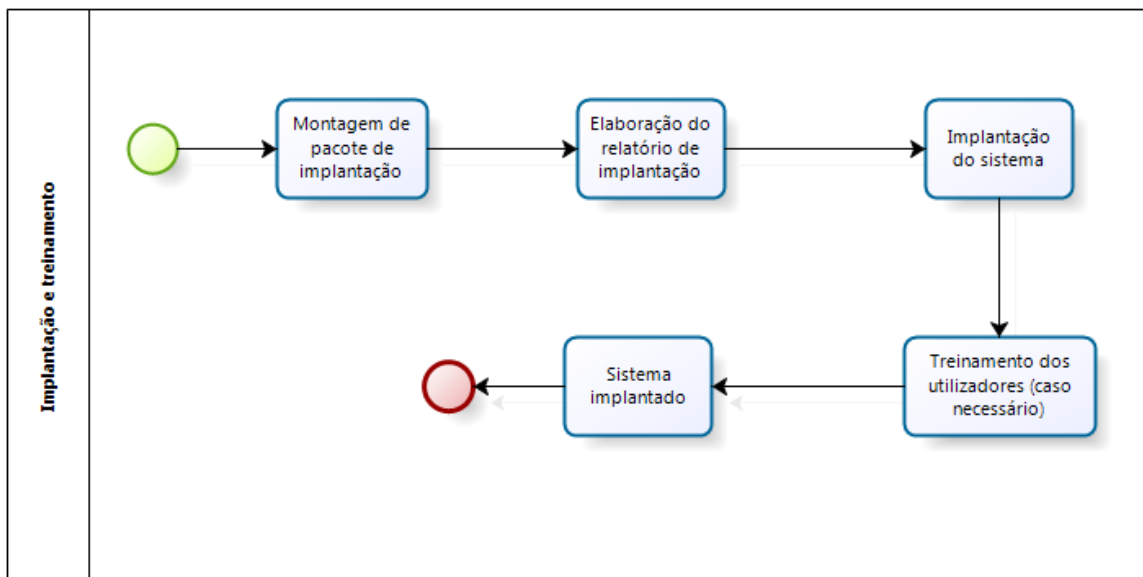 Implantação e treinamento
Montagem de
pacote de
implantação
Elaboração do
relatório de
implantação
Implantação
do sistema
Treinamento dos
utilizadores (caso
necessário)
Sistema
implantado